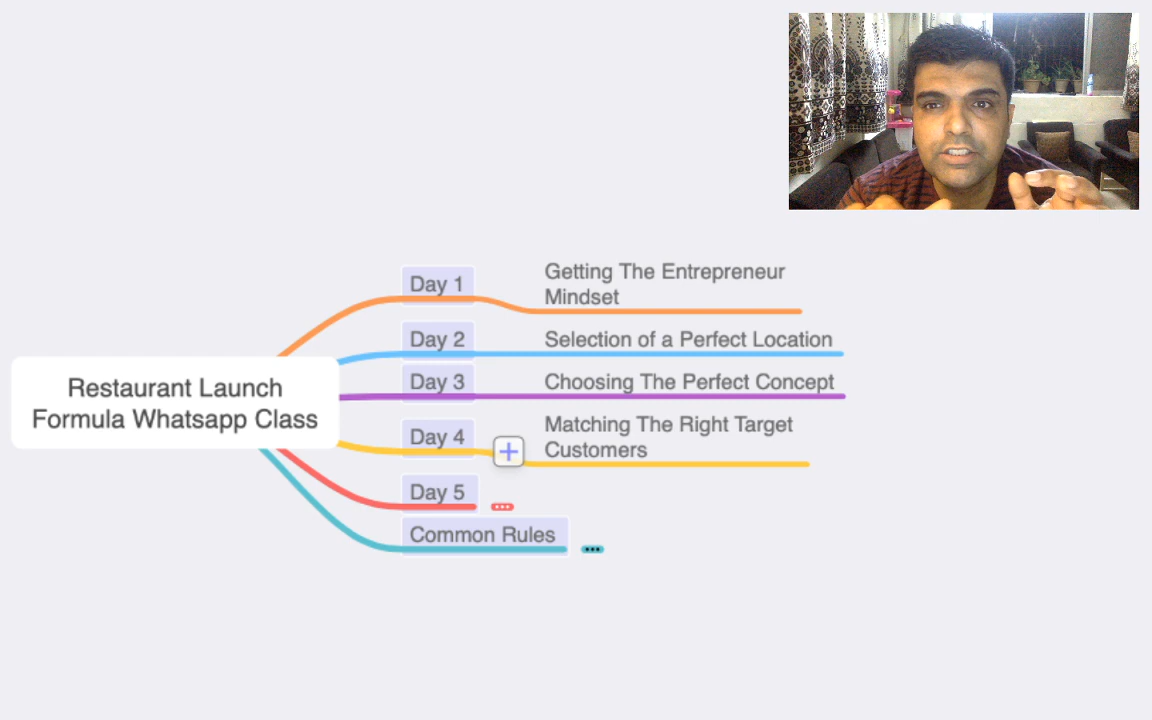 Restaurant Launch
Formula Whatsapp Class
Day 1
Getting The Entrepreneur
Mindset
Day 2
Selection of a Perfect Location
Day 3
Choosing The Perfect Concept
Day 4
Matching The Right Target
Customers
Day 5
Common Rules